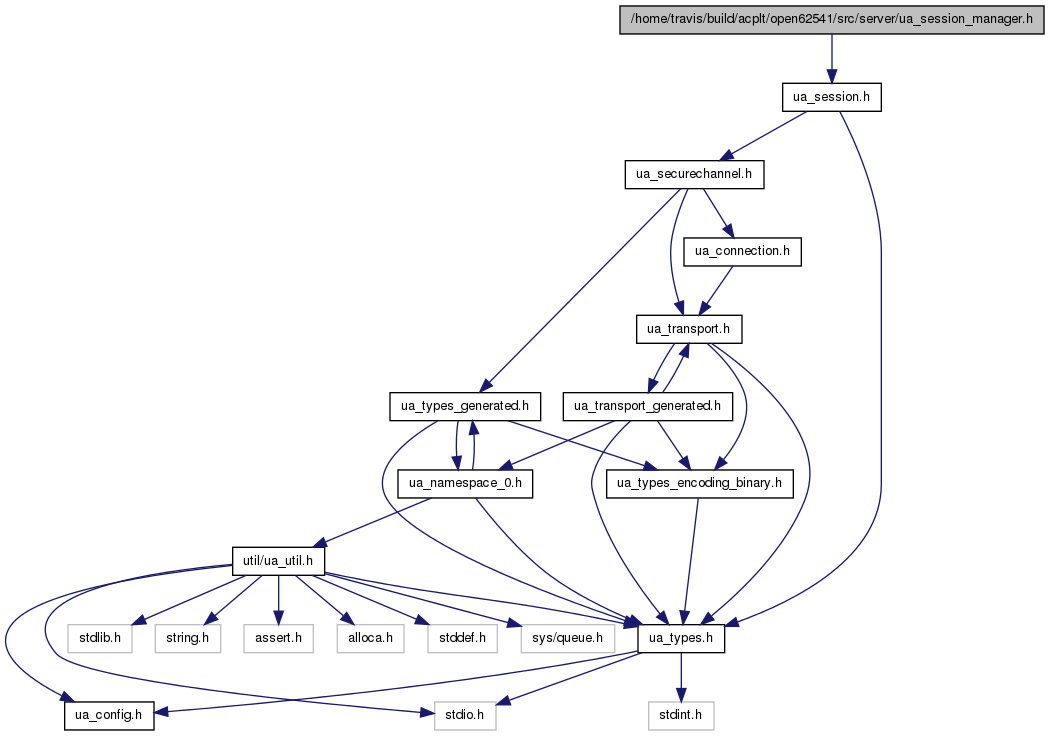 /home/travis/build/acplt/open62541/src/server/ua_session_manager.h
ua_session.h
ua_securechannel.h
ua_connection.h
ua_transport.h
ua_types_generated.h
ua_transport_generated.h
ua_namespace_0.h
ua_types_encoding_binary.h
util/ua_util.h
stdlib.h
string.h
assert.h
alloca.h
stddef.h
sys/queue.h
ua_types.h
ua_config.h
stdio.h
stdint.h